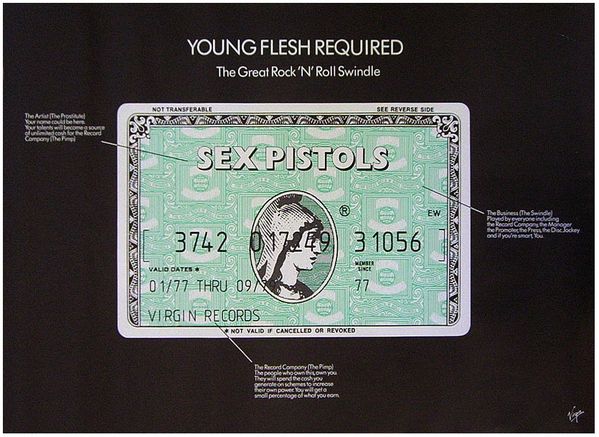 YOUNG FLESH REQUIRED
The Great Rock 'N' Roll Swindle
NOT TRANSFERABLE
SEE REVERSE SIDE
The Artist (The Prostitute)
Your name could be here.
Your talents will become a source
of unlimited cash for the Record
Company (The Pimp)
SEX PISTOLS
®
EW
The Business (The Swindle)
Played by everyone including
the Record Company, the Manager
the Promoter, the Press, the Disc Jockey
and if you're smart, You.
3742 017249 31056
VALID DATES *
MEMBER
SINCE
01/77 THRU 09/
77
VIRGIN RECORDS
* NOT VALID IF CANCELLED OR REVOKED
The Record Company (The Pimp)
The people who own this, own you.
They will spend the cash you
generate on schemes to increase
their own power. You will get a
small percentage of what you earn.
Virgin